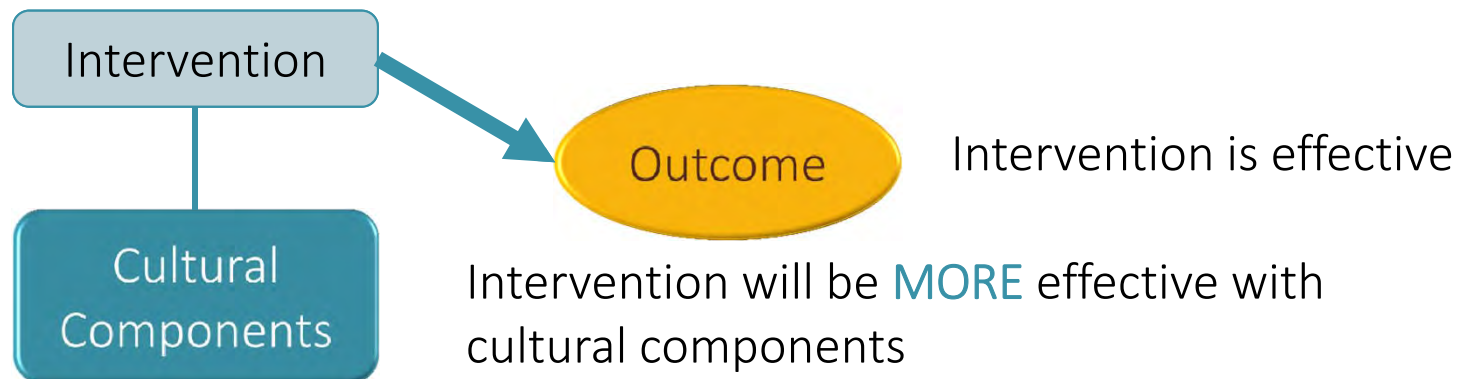 Intervention
Outcome
Intervention is effective
Cultural
Components
Intervention will be MORE effective with
cultural components